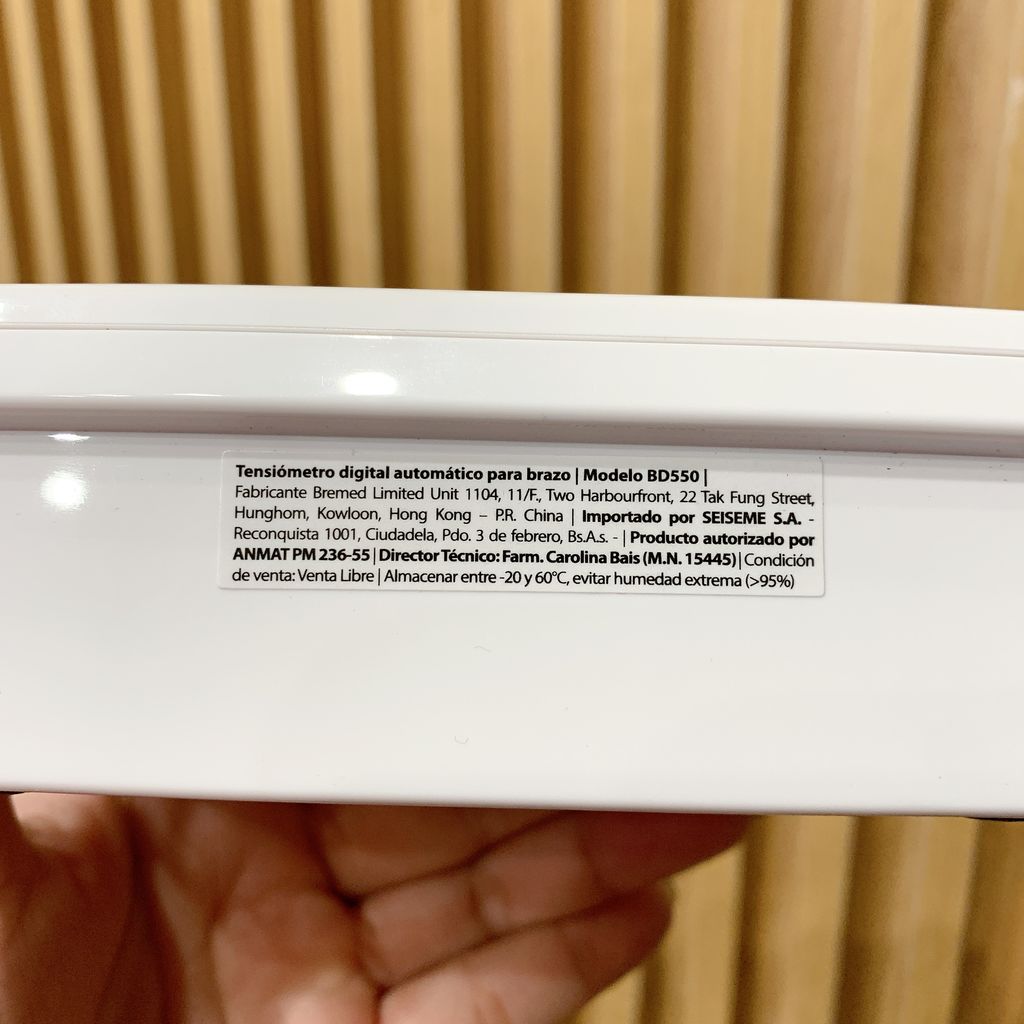 Tensiómetro digital automático para brazo | Modelo BD550 |
Fabricante Bremed Limited Unit 1104, 11/F., Two Harbourfront, 22 Tak Fung Street,
Hunghom, Kowloon, Hong Kong – P.R. China | Importado por SEISEME S.A. -
Reconquista 1001, Ciudadela, Pdo. 3 de febrero, Bs.A.s. - | Producto autorizado por
ANMAT PM 236-55 | Director Técnico: Farm. Carolina Bais (M.N. 15445) | Condición
de venta: Venta Libre | Almacenar entre -20 y 60°C, evitar humedad extrema (>95%)